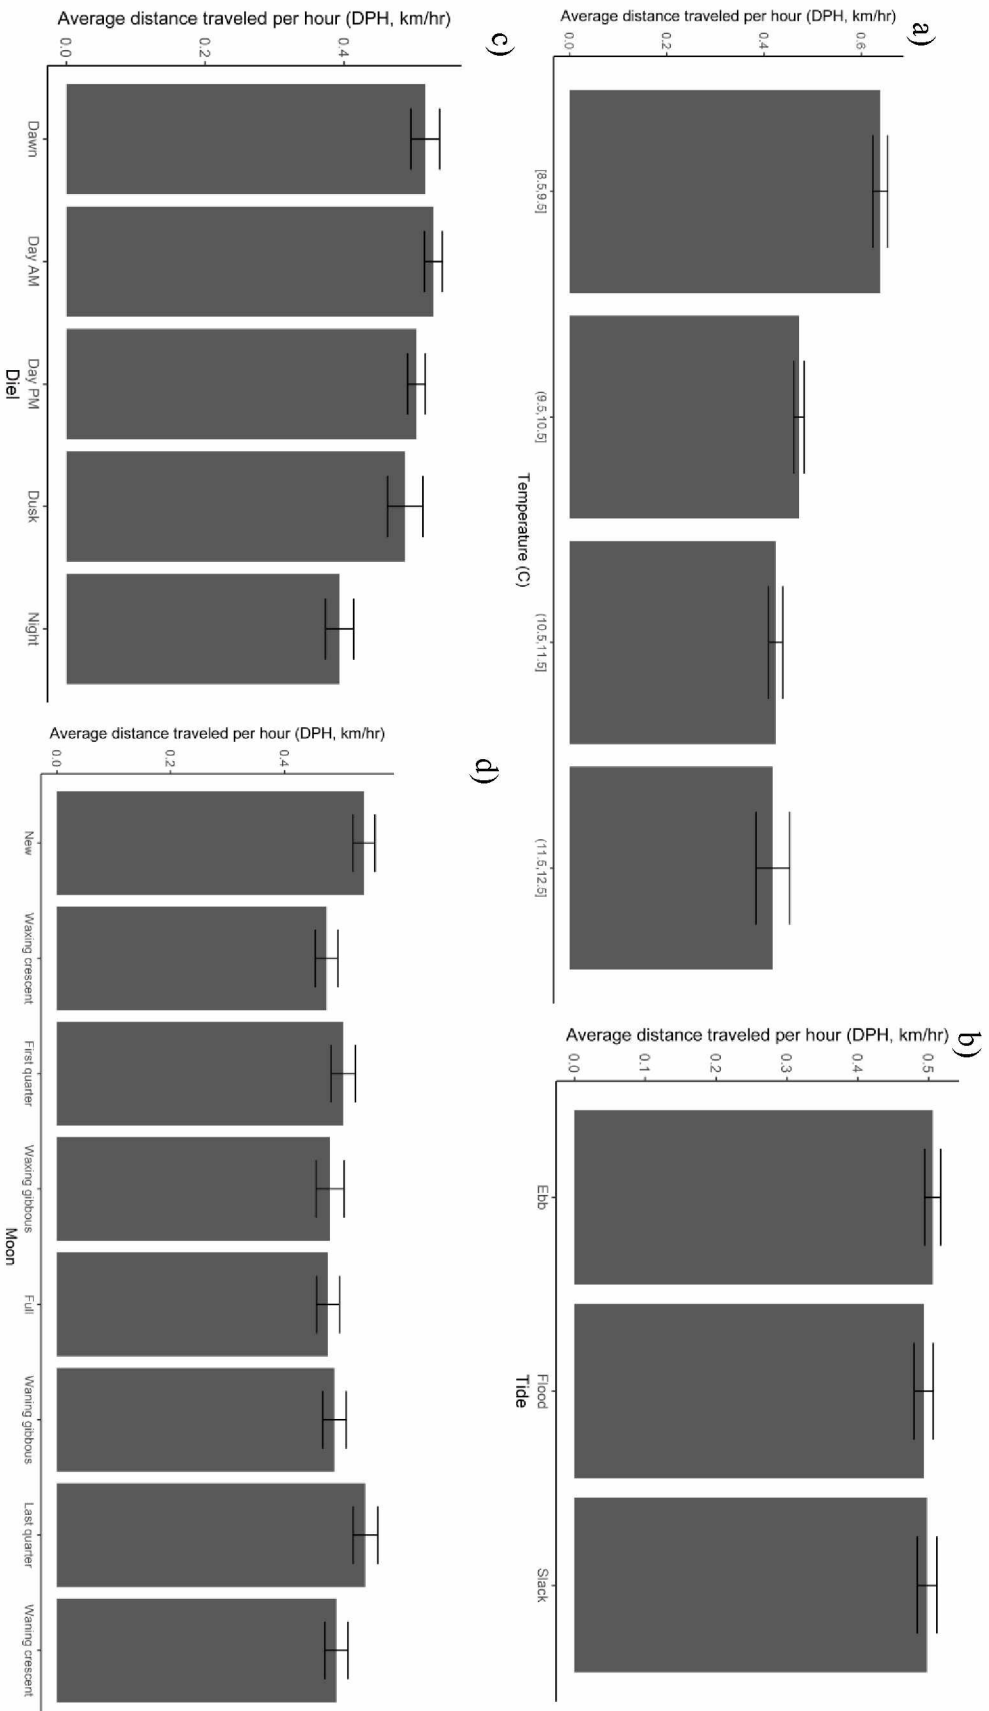 a)
Average distance traveled per hour (DPH, km/hr)
0.6
0.4
0.2
0.0
[8.5,9.5]
(9.5,10.5]
(10.5,11.5]
(11.5,12.5]
Temperature (C)
b)
Average distance traveled per hour (DPH, km/hr)
0.5
0.4
0.3
0.2
0.1
0.0
Ebb
Flood
Slack
Tide
c)
Average distance traveled per hour (DPH, km/hr)
0.4
0.2
0.0
Dawn
Day AM
Day PM
Dusk
Night
Diel
d)
Average distance traveled per hour (DPH, km/hr)
0.4
0.2
0.0
New
Waxing crescent
First quarter
Waxing gibbous
Full
Waning gibbous
Last quarter
Waning crescent
Moon